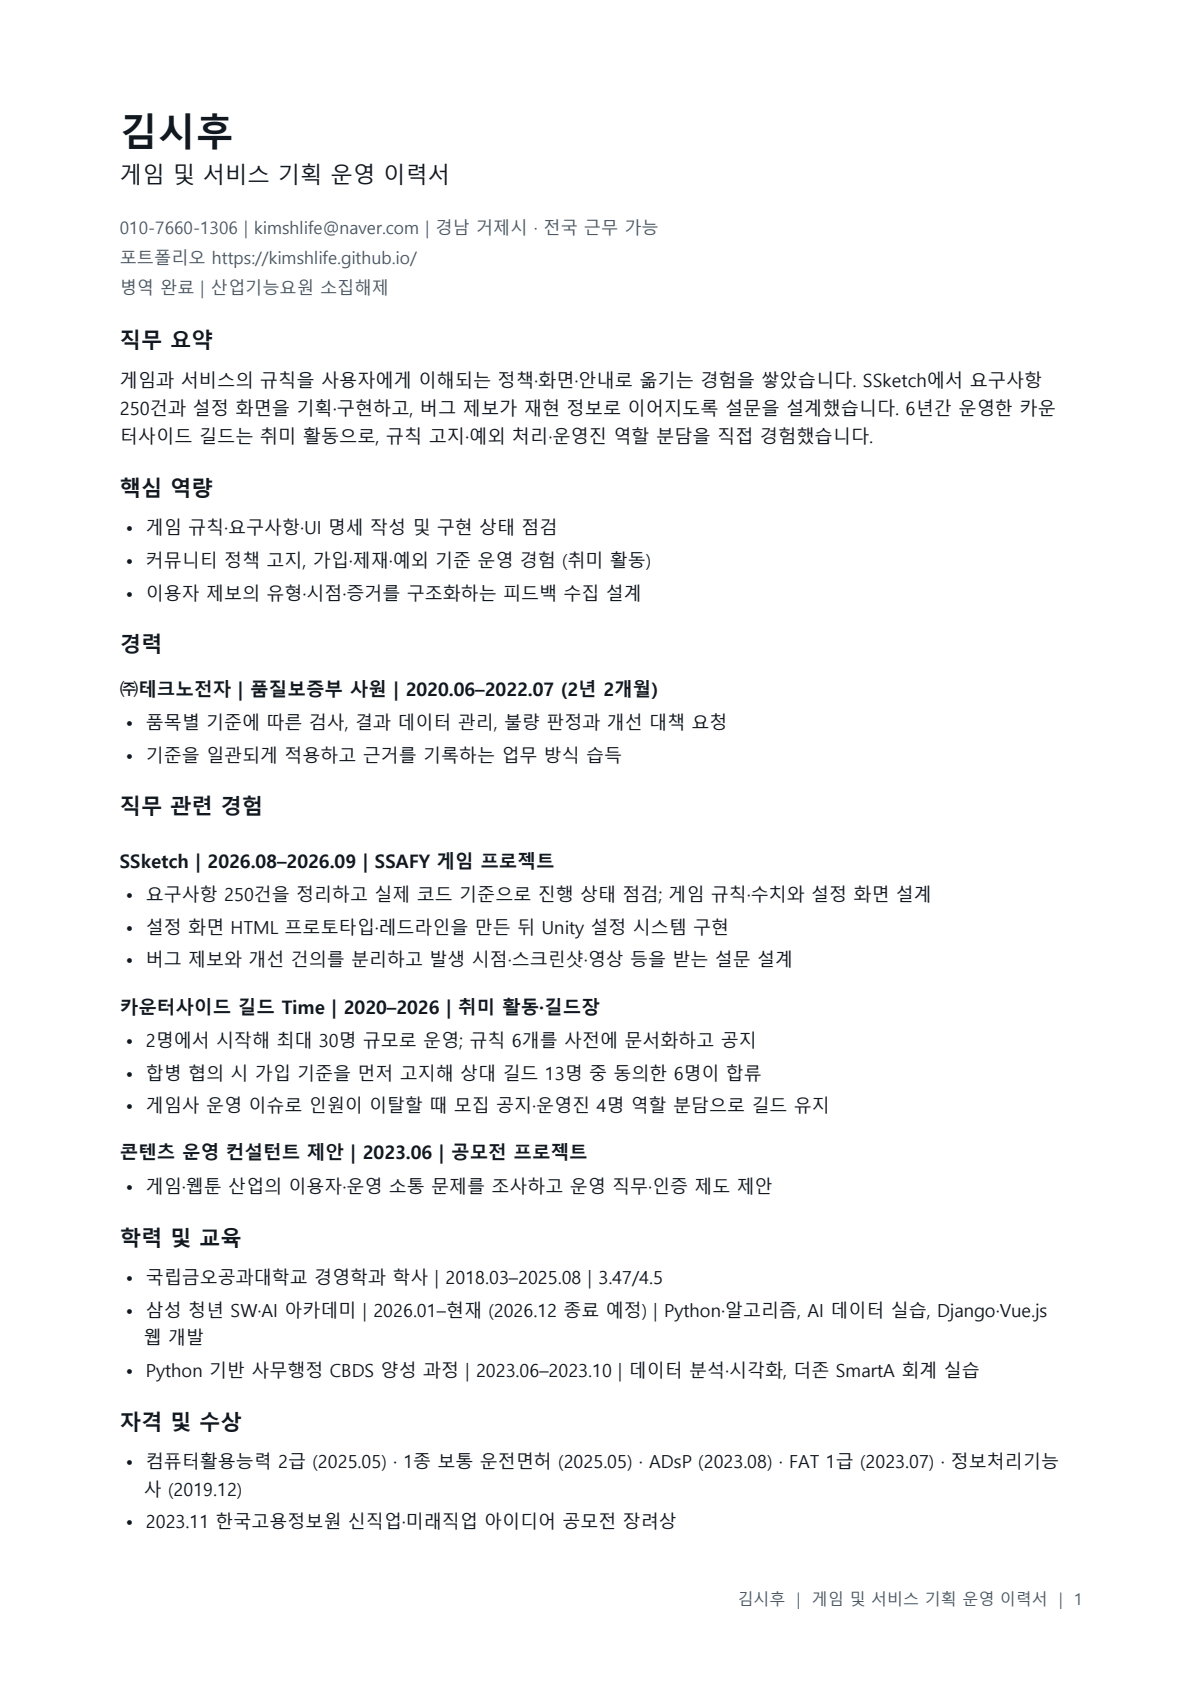 김시후
게임 및 서비스 기획 운영 이력서
010-7660-1306 | kimshlife@naver.com | 경남 거제시 · 전국 근무 가능
포트폴리오 https://kimshlife.github.io/
병역 완료 | 산업기능요원 소집해제
직무 요약
게임과 서비스의 규칙을 사용자에게 이해되는 정책·화면·안내로 옮기는 경험을 쌓았습니다. SSketch에서 요구사항
250건과 설정 화면을 기획·구현하고, 버그 제보가 재현 정보로 이어지도록 설문을 설계했습니다. 6년간 운영한 카운
터사이드 길드는 취미 활동으로, 규칙 고지·예외 처리·운영진 역할 분담을 직접 경험했습니다.
핵심 역량
• 게임 규칙·요구사항·UI 명세 작성 및 구현 상태 점검
• 커뮤니티 정책 고지, 가입·제재·예외 기준 운영 경험 (취미 활동)
• 이용자 제보의 유형·시점·증거를 구조화하는 피드백 수집 설계
경력
㈜테크노전자 | 품질보증부 사원 | 2020.06–2022.07 (2년 2개월)
• 품목별 기준에 따른 검사, 결과 데이터 관리, 불량 판정과 개선 대책 요청
• 기준을 일관되게 적용하고 근거를 기록하는 업무 방식 습득
직무 관련 경험
SSketch | 2026.08–2026.09 | SSAFY 게임 프로젝트
• 요구사항 250건을 정리하고 실제 코드 기준으로 진행 상태 점검; 게임 규칙·수치와 설정 화면 설계
• 설정 화면 HTML 프로토타입·레드라인을 만든 뒤 Unity 설정 시스템 구현
• 버그 제보와 개선 건의를 분리하고 발생 시점·스크린샷·영상 등을 받는 설문 설계
카운터사이드 길드 Time | 2020–2026 | 취미 활동·길드장
• 2명에서 시작해 최대 30명 규모로 운영; 규칙 6개를 사전에 문서화하고 공지
• 합병 협의 시 가입 기준을 먼저 고지해 상대 길드 13명 중 동의한 6명이 합류
• 게임사 운영 이슈로 인원이 이탈할 때 모집 공지·운영진 4명 역할 분담으로 길드 유지
콘텐츠 운영 컨설턴트 제안 | 2023.06 | 공모전 프로젝트
• 게임·웹툰 산업의 이용자·운영 소통 문제를 조사하고 운영 직무·인증 제도 제안
학력 및 교육
• 국립금오공과대학교 경영학과 학사 | 2018.03–2025.08 | 3.47/4.5
• 삼성 청년 SW·AI 아카데미 | 2026.01–현재 (2026.12 종료 예정) | Python·알고리즘, AI 데이터 실습, Django·Vue.js
웹 개발
• Python 기반 사무행정 CBDS 양성 과정 | 2023.06–2023.10 | 데이터 분석·시각화, 더존 SmartA 회계 실습
자격 및 수상
• 컴퓨터활용능력 2급 (2025.05) · 1종 보통 운전면허 (2025.05) · ADsP (2023.08) · FAT 1급 (2023.07) · 정보처리기능
사 (2019.12)
• 2023.11 한국고용정보원 신직업·미래직업 아이디어 공모전 장려상
김시후 | 게임 및 서비스 기획 운영 이력서 | 1